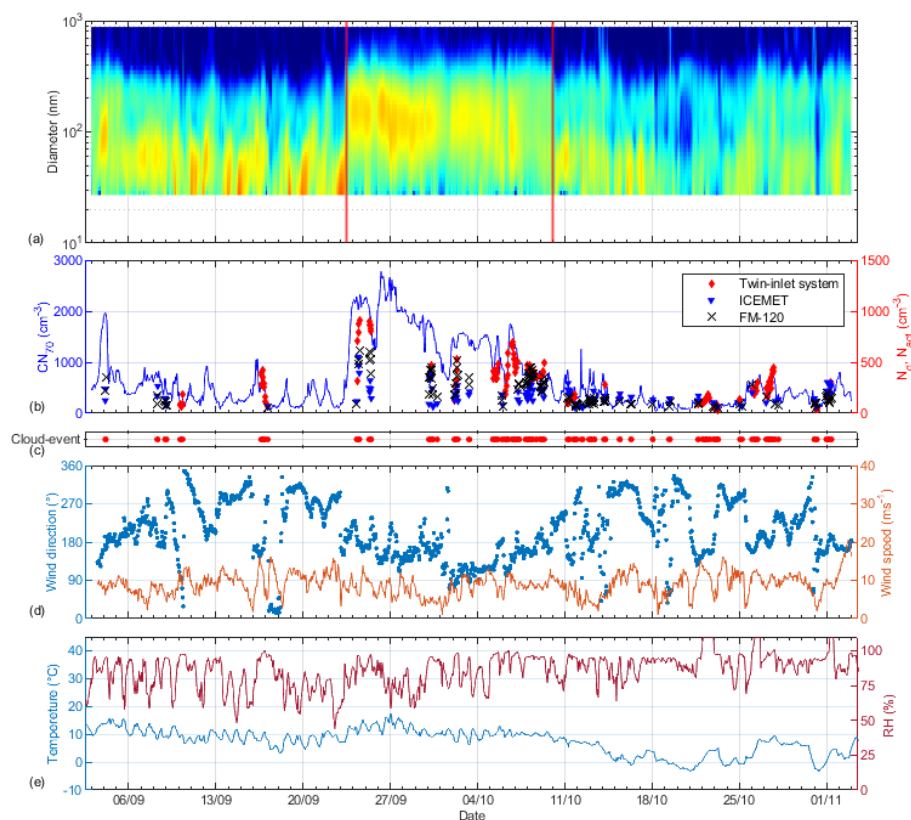 10³
10²
10¹
Diameter (nm)
(a)
3000
2000
1000
0
CN₇₀ (cm⁻³)
1500
1000
500
0
Nₚ, Nₐcₜ (cm⁻³)
Twin-inlet system
ICEMET
FM-120
(b)
Cloud-event
(c)
360
270
180
90
0
Wind direction (°)
40
30
20
10
0
Wind speed (ms⁻¹)
(d)
40
30
20
10
0
-10
Temperature (°C)
100
75
50
25
0
RH (%)
(e)
06/09 13/09 20/09 27/09 04/10 11/10 18/10 25/10 01/11
Date